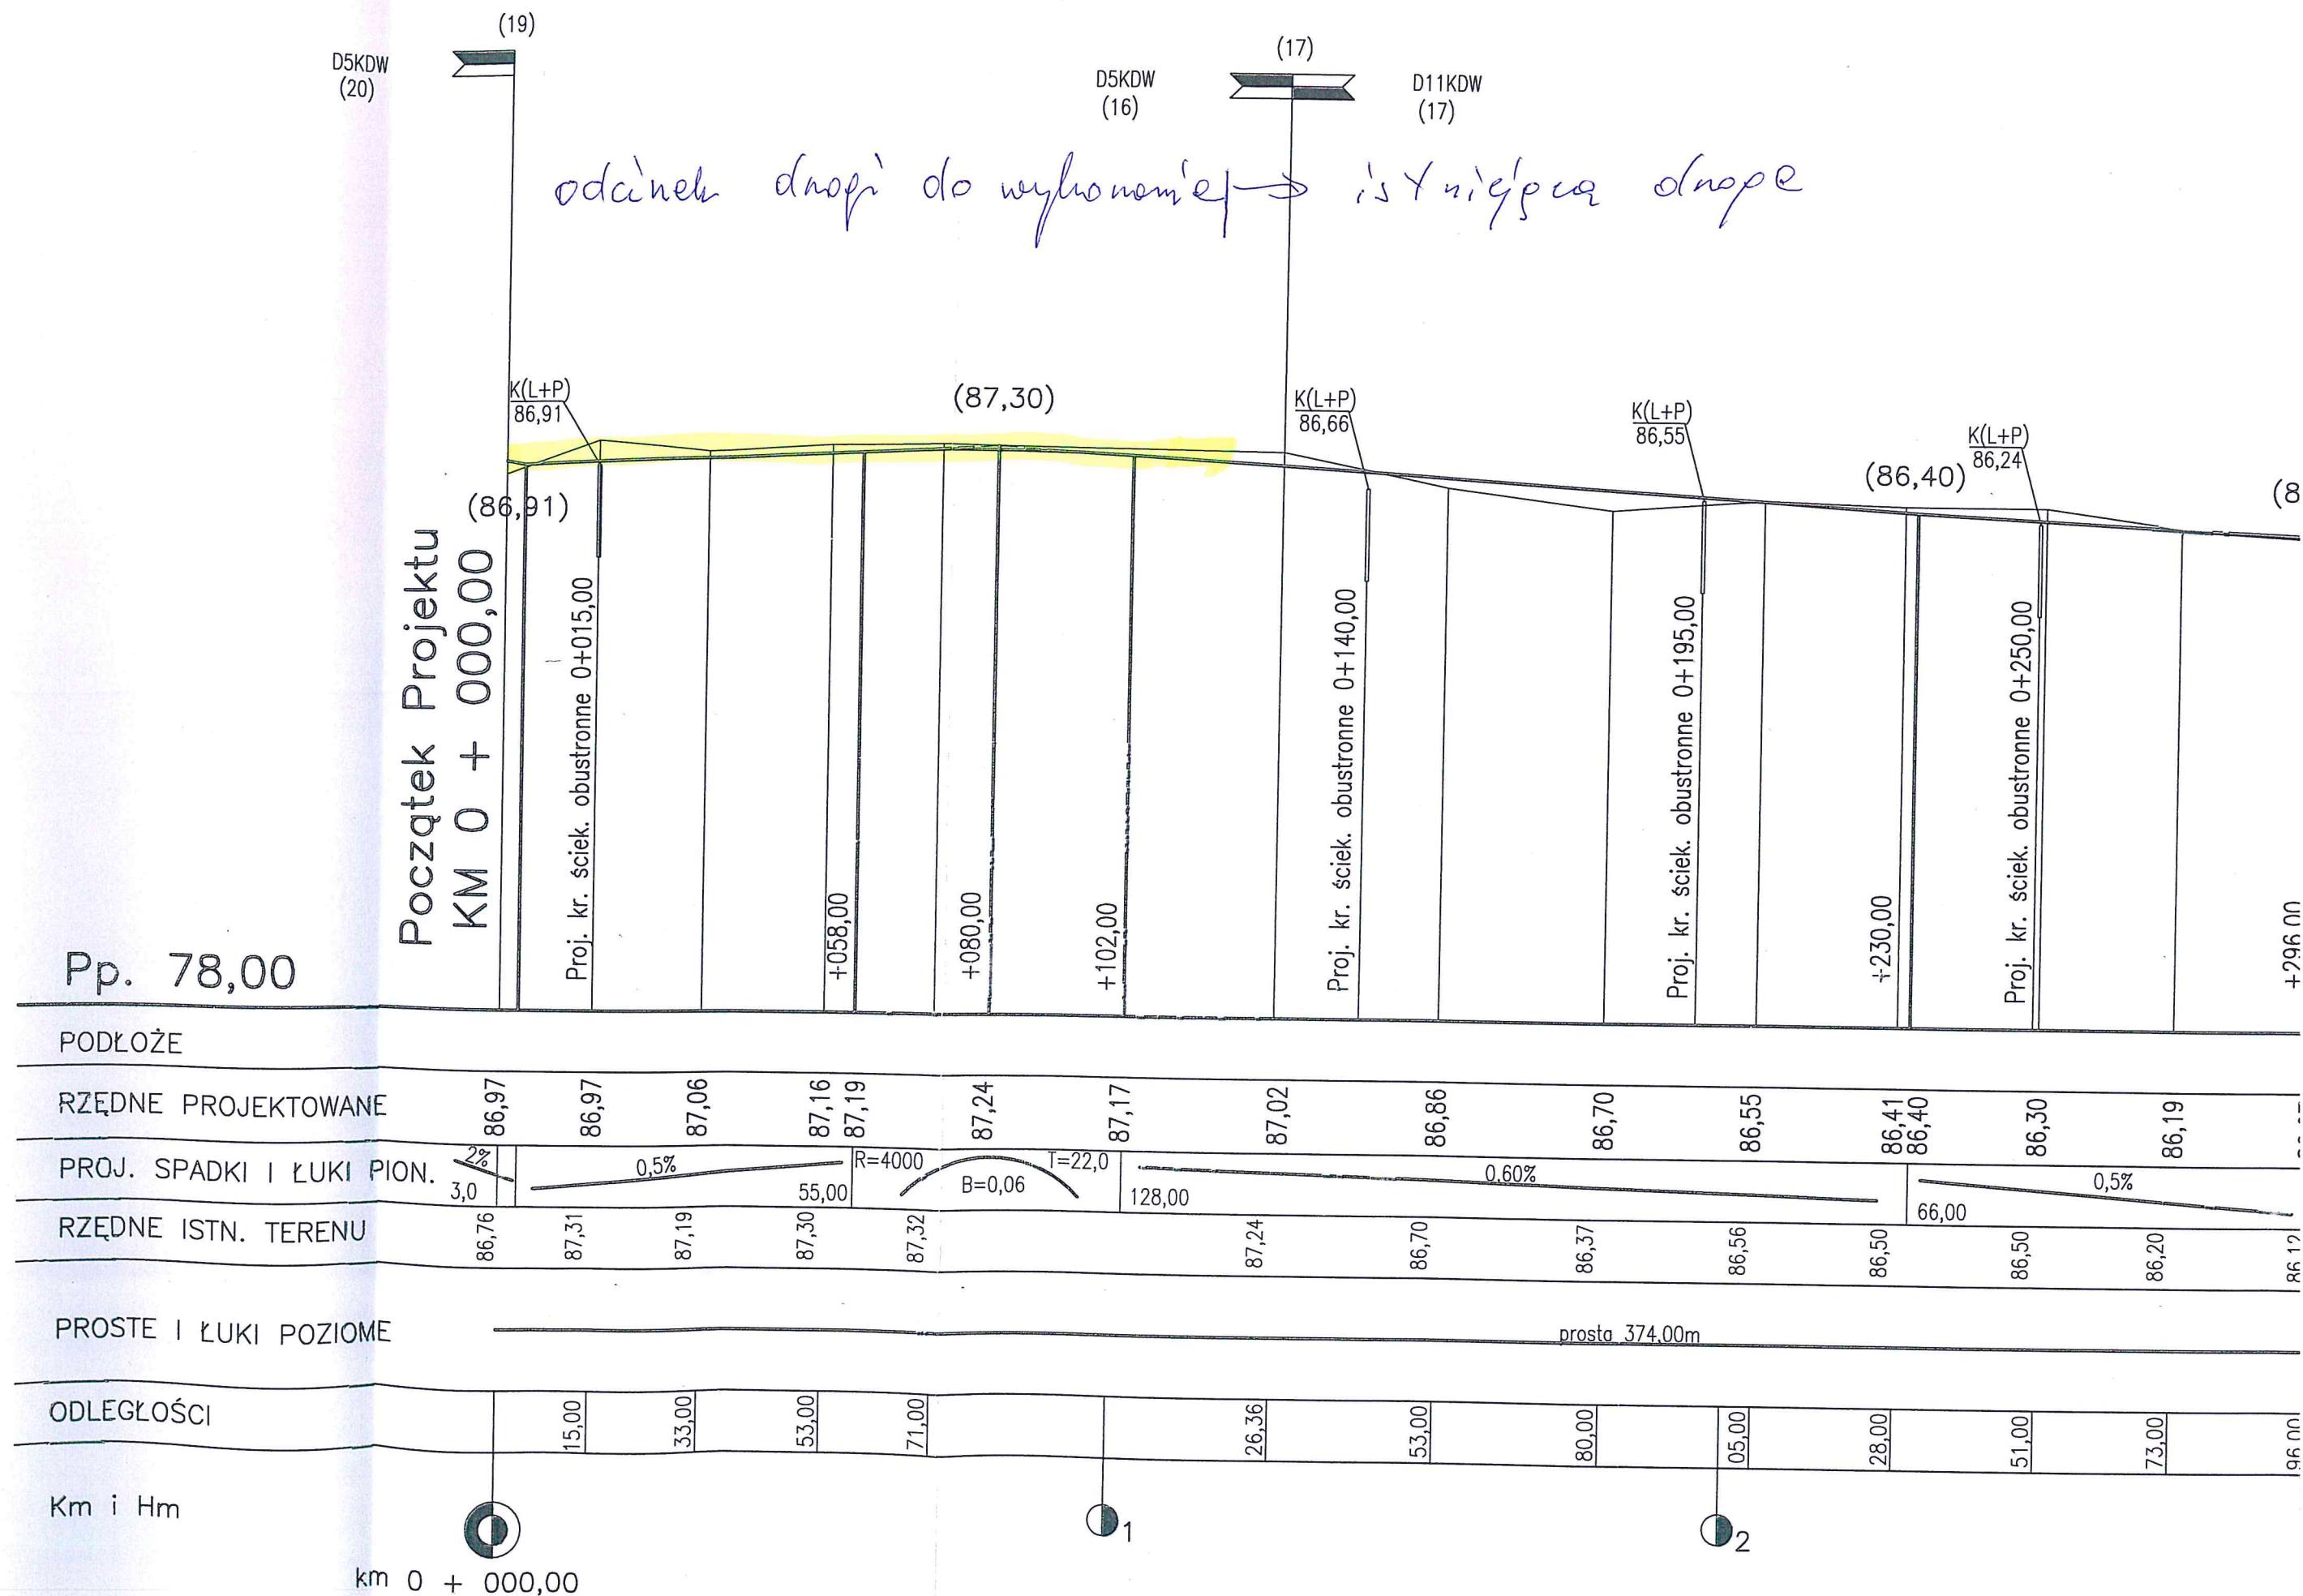 (19)
D5KDW
(20)
(17)
D5KDW
(16)
D11KDW
(17)
odcinek drogi do wykonania → istniejąca droga
K(L+P)
86,91
(87,30)
K(L+P)
86,66
K(L+P)
86,55
K(L+P)
86,24
(86,40)
(8
(86,91)
Początek Projektu
KM 0 + 000,00
Proj. kr. ściek. obustronne 0+015,00
+058,00
+080,00
+102,00
Proj. kr. ściek. obustronne 0+140,00
Proj. kr. ściek. obustronne 0+195,00
+230,00
Proj. kr. ściek. obustronne 0+250,00
+296,00
Pp. 78,00
PODŁOŻE
RZĘDNE PROJEKTOWANE 86,97 86,97 87,06 87,16 87,19 87,24 87,17 87,02 86,86 86,70 86,55 86,41 86,40 86,30 86,19
PROJ. SPADKI I ŁUKI PION. 2% 3,0 0,5% 55,00 R=4000 B=0,06 T=22,0 128,00 0,60% 66,00 0,5%
RZĘDNE ISTN. TERENU 86,76 87,31 87,19 87,30 87,32 87,24 86,70 86,37 86,56 86,50 86,50 86,20 86,12
PROSTE I ŁUKI POZIOME prosta 374,00m
ODLEGŁOŚCI 15,00 33,00 53,00 71,00 26,36 53,00 80,00 05,00 28,00 51,00 73,00 96,00
Km i Hm 1 2
km 0 + 000,00